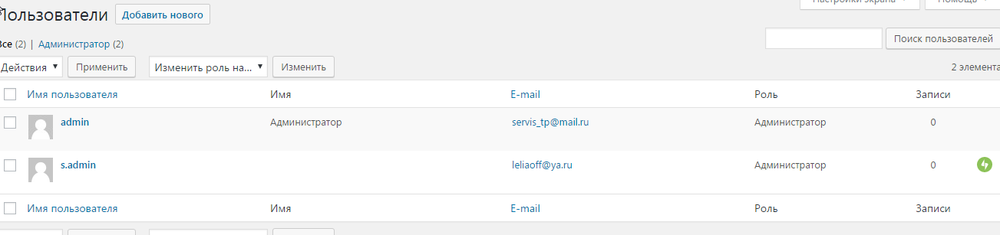 Пользователи Добавить нового Настройки экрана Помощь
Все (2) | Администратор (2)
Поиск пользователей
Действия Применить Изменить роль на... Изменить 2 элемента
Имя пользователя Имя E-mail Роль Записи
admin Администратор servis_tp@mail.ru Администратор 0
s.admin leliaoff@ya.ru Администратор 0
Имя пользователя Имя E-mail Роль Записи